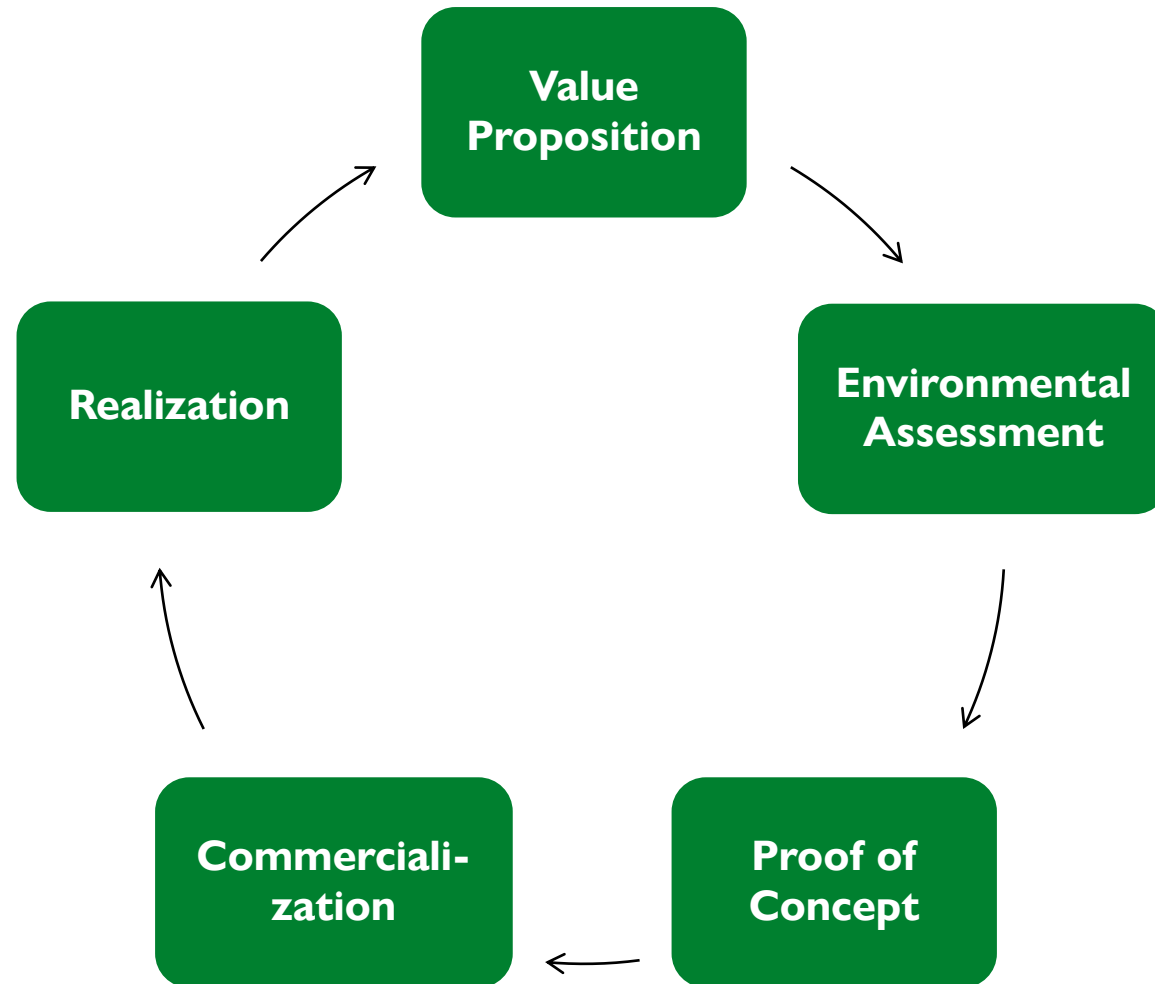 Value
Proposition
Environmental
Assessment
Proof of
Concept
Commerciali-
zation
Realization